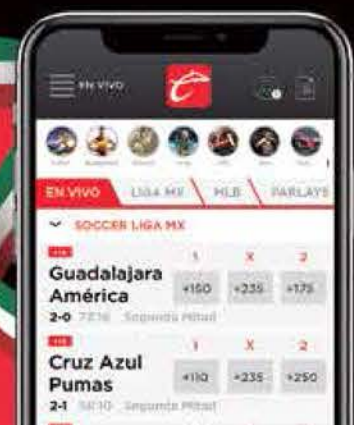 EN VIVO
EN VIVO LIGA MX MLB PARLAYS
SOCCER LIGA MX
1 X 2
Guadalajara
América
+150 +235 +175
2-0 Segunda Mitad
1 X 2
Cruz Azul
Pumas
+110 +235 +250
2-1 Segunda Mitad